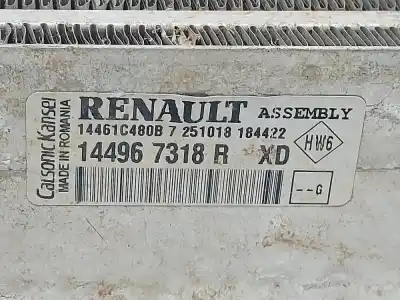 Calsonic Kansei
MADE IN ROMANIA
RENAULT ASSEMBLY
14461C480B 7 251018 184422
14496 7318 R XD
HW6
--G